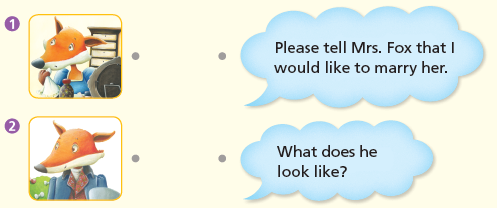 1
Please tell Mrs. Fox that I
would like to marry her.
2
What does he
look like?